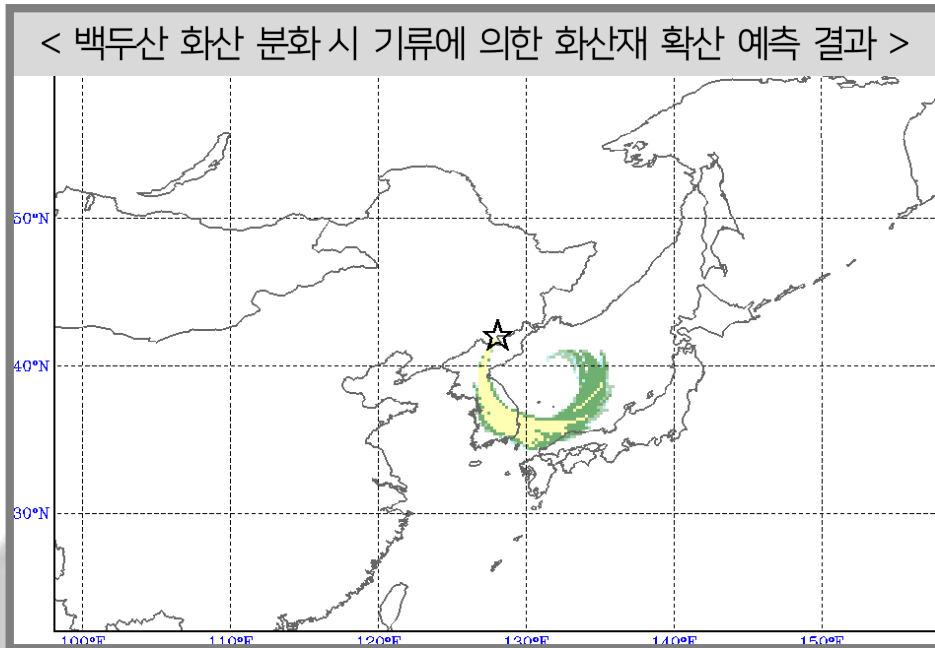 < 백두산 화산 분화 시 기류에 의한 화산재 확산 예측 결과 >
50°N
40°N
30°N
100°E 110°E 120°E 130°E 140°E 150°E